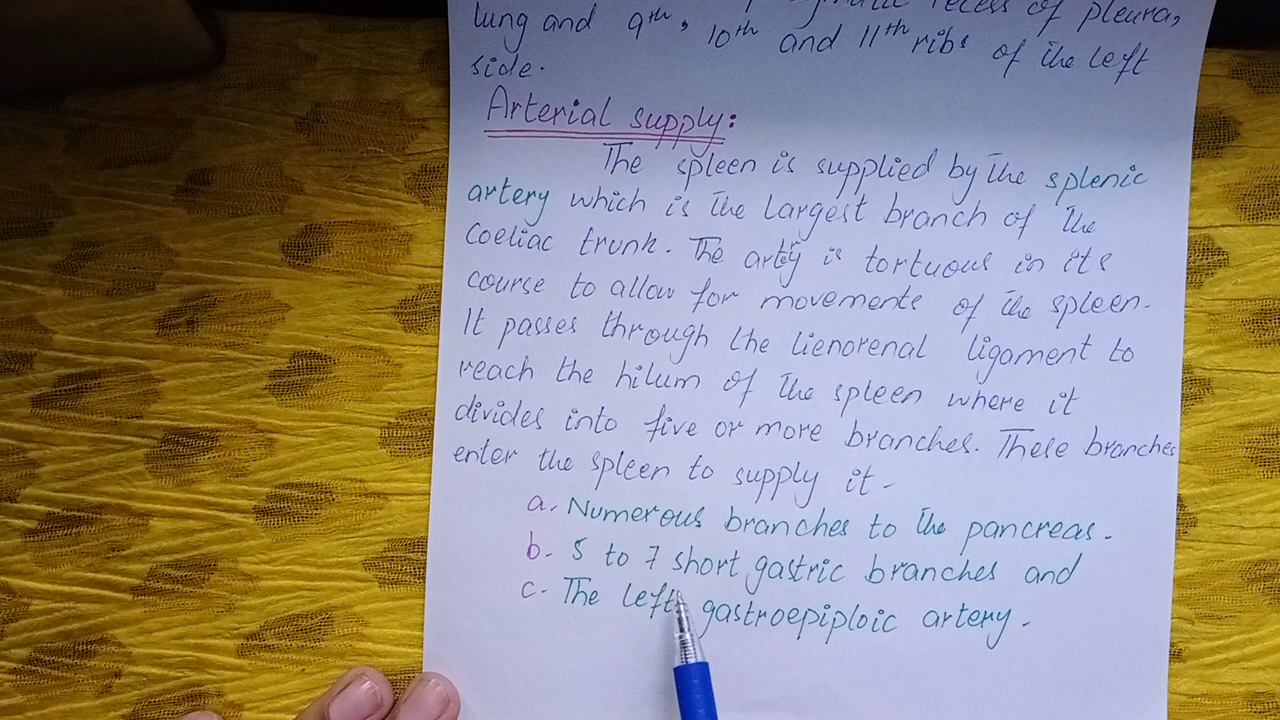 recess of pleura,
lung and 9th, 10th and 11th ribs of the left
side.
Arterial supply:
The spleen is supplied by the splenic
artery which is the largest branch of the
coeliac trunk. The artery is tortuous in its
course to allow for movements of the spleen.
It passes through the lienorenal ligament to
reach the hilum of the spleen where it
divides into five or more branches. These branches
enter the spleen to supply it.
a. Numerous branches to the pancreas.
b. 5 to 7 short gastric branches and
c. The left gastroepiploic artery.